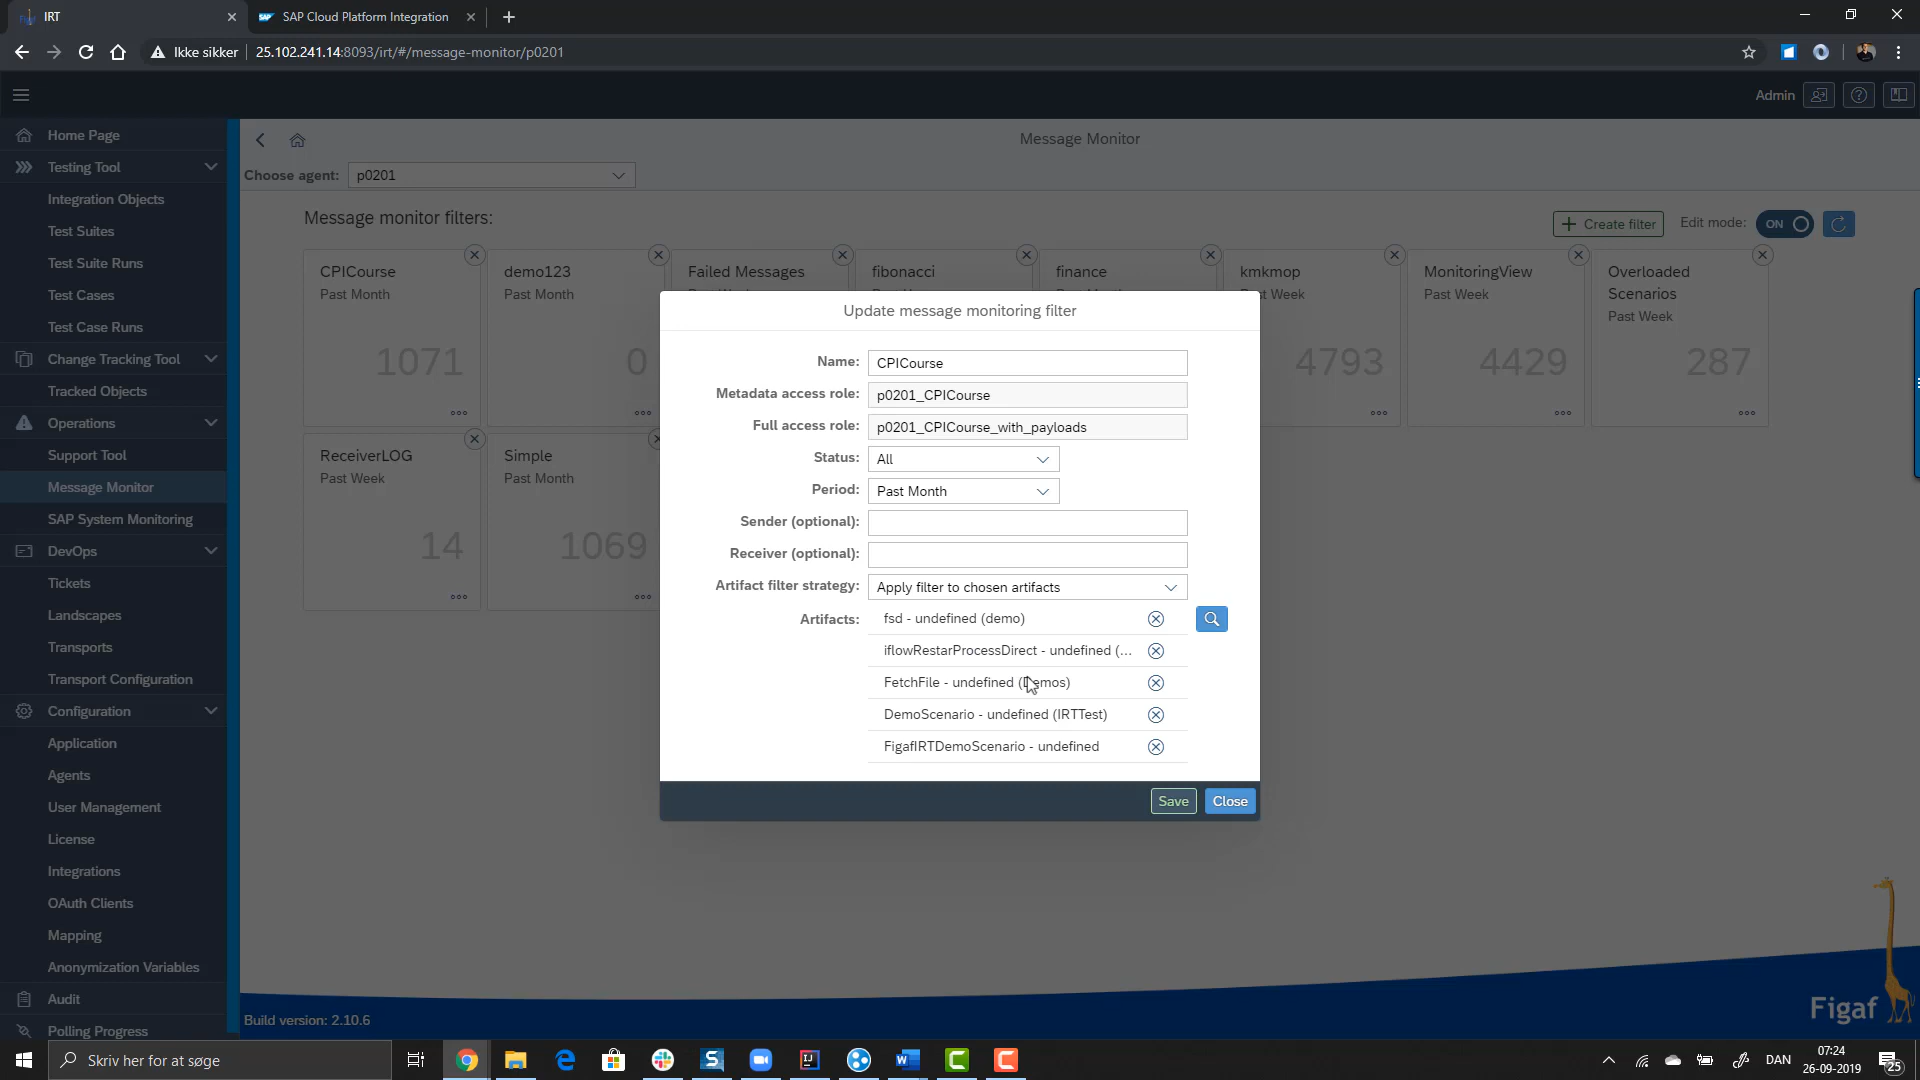 IRT
SAP Cloud Platform Integration
Ikke sikker
25.102.241.14:8093/irt/#/message-monitor/p0201
Admin
Home Page
Testing Tool
Integration Objects
Test Suites
Test Suite Runs
Test Cases
Test Case Runs
Change Tracking Tool
Tracked Objects
Operations
Support Tool
Message Monitor
SAP System Monitoring
DevOps
Tickets
Landscapes
Transports
Transport Configuration
Configuration
Application
Agents
User Management
License
Integrations
OAuth Clients
Mapping
Anonymization Variables
Audit
Polling Progress
Message Monitor
Choose agent: p0201
Message monitor filters:
Create filter
Edit mode: ON
CPICourse
Past Month
1071
demo123
Past Month
0
Failed Messages
fibonacci
finance
kmkmop
st Week
4793
MonitoringView
Past Week
4429
Overloaded
Scenarios
Past Week
287
ReceiverLOG
Past Week
14
Simple
Past Month
1069
Update message monitoring filter
Name: CPICourse
Metadata access role: p0201_CPICourse
Full access role: p0201_CPICourse_with_payloads
Status: All
Period: Past Month
Sender (optional):
Receiver (optional):
Artifact filter strategy: Apply filter to chosen artifacts
Artifacts: fsd - undefined (demo)
iflowRestarProcessDirect - undefined (...
FetchFile - undefined (Demos)
DemoScenario - undefined (IRTTest)
FigafIRTDemoScenario - undefined
Save
Close
Build version: 2.10.6
Figaf
Skriv her for at søge
DAN
07:24
26-09-2019
25